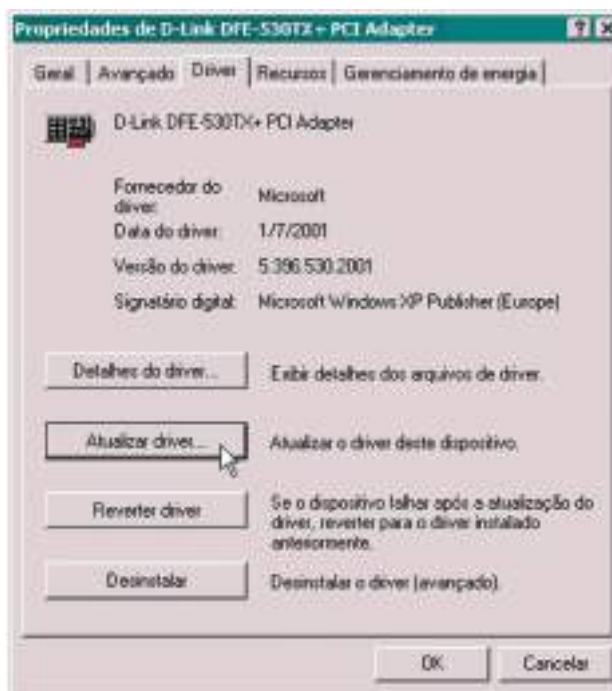 Propriedades de D-Link DFE-530TX+ PCI Adapter
Geral Avançado Driver Recursos Gerenciamento de energia
D-Link DFE-530TX+ PCI Adapter
Fornecedor do
driver:
Microsoft
Data do driver: 1/7/2001
Versão do driver: 5.396.530.2001
Signatário digital: Microsoft Windows XP Publisher (Europe)
Detalhes do driver... Exibir detalhes dos arquivos de driver.
Atualizar driver... Atualizar o driver deste dispositivo.
Reverter driver
Se o dispositivo falhar após a atualização do
driver, reverter para o driver instalado
anteriormente.
Desinstalar Desinstalar o driver (avançado).
OK Cancelar